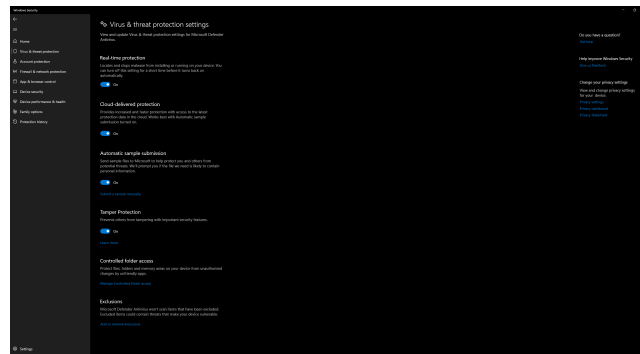 Windows Security
Home
Virus & threat protection
Account protection
Firewall & network protection
App & browser control
Device security
Device performance & health
Family options
Protection history
Settings
Virus & threat protection settings
View and update Virus & threat protection settings for Microsoft Defender
Antivirus.
Real-time protection
Locates and stops malware from installing or running on your device. You
can turn off this setting for a short time before it turns back on
automatically.
On
Cloud-delivered protection
Provides increased and faster protection with access to the latest
protection data in the cloud. Works best with Automatic sample
submission turned on.
On
Automatic sample submission
Send sample files to Microsoft to help protect you and others from
potential threats. We'll prompt you if the file we need is likely to contain
personal information.
On
Submit a sample manually
Tamper Protection
Prevents others from tampering with important security features.
On
Learn more
Controlled folder access
Protect files, folders and memory areas on your device from unauthorised
changes by unfriendly apps.
Manage Controlled folder access
Exclusions
Microsoft Defender Antivirus won't scan items that have been excluded.
Excluded items could contain threats that make your device vulnerable.
Add or remove exclusions
Do you have a question?
Get help
Help improve Windows Security
Give us feedback
Change your privacy settings
View and change privacy settings
for your device.
Privacy settings
Privacy dashboard
Privacy Statement